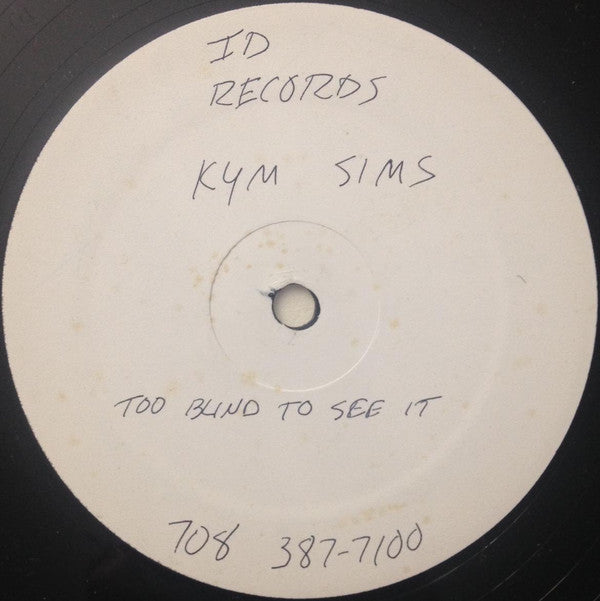 ID
RECORDS
KYM SIMS
TOO BLIND TO SEE IT
708 387-7100